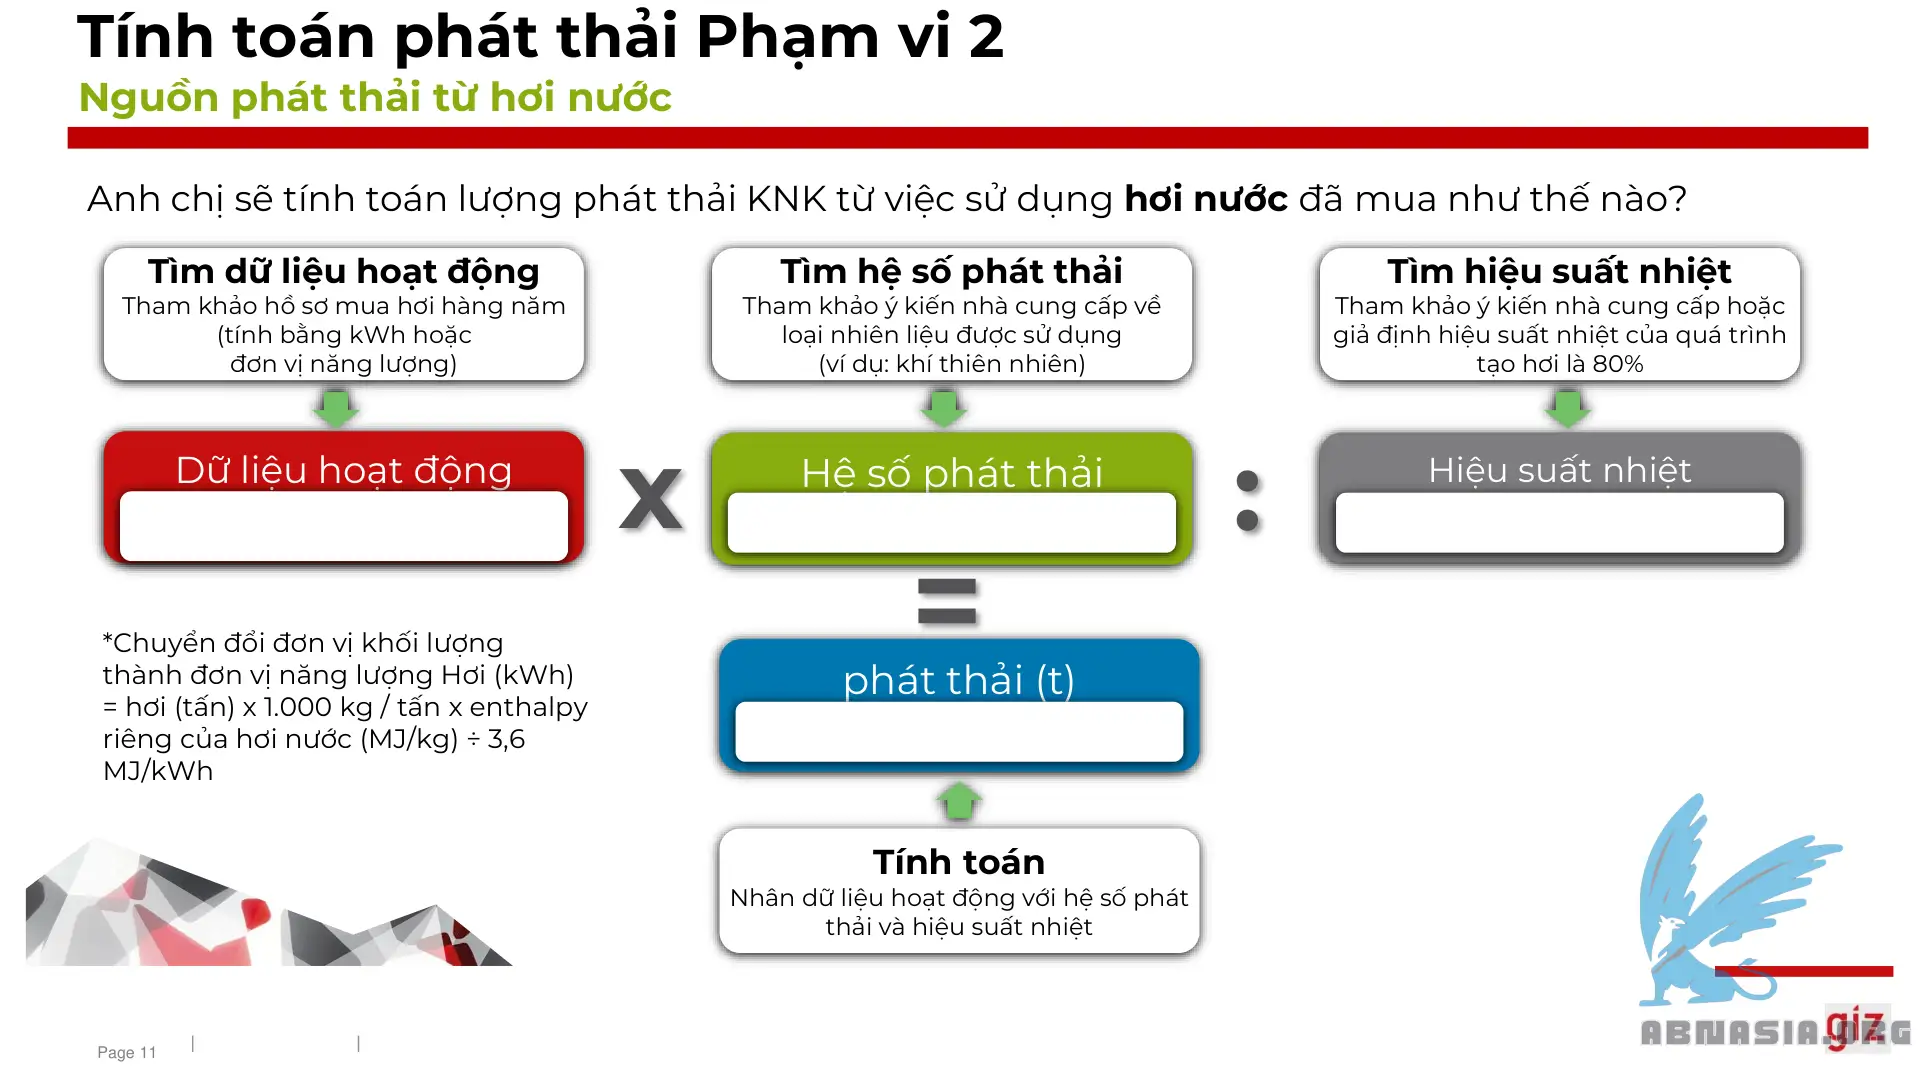 Tính toán phát thải Phạm vi 2
Nguồn phát thải từ hơi nước
Anh chị sẽ tính toán lượng phát thải KNK từ việc sử dụng hơi nước đã mua như thế nào?
Tìm dữ liệu hoạt động
Tham khảo hồ sơ mua hơi hàng năm
(tính bằng kWh hoặc
đơn vị năng lượng)
Tìm hệ số phát thải
Tham khảo ý kiến nhà cung cấp về
loại nhiên liệu được sử dụng
(ví dụ: khí thiên nhiên)
Tìm hiệu suất nhiệt
Tham khảo ý kiến nhà cung cấp hoặc
giả định hiệu suất nhiệt của quá trình
tạo hơi là 80%
Dữ liệu hoạt động
x
Hệ số phát thải
:
Hiệu suất nhiệt
=
*Chuyển đổi đơn vị khối lượng
thành đơn vị năng lượng Hơi (kWh)
= hơi (tấn) x 1.000 kg / tấn x enthalpy
riêng của hơi nước (MJ/kg) ÷ 3,6
MJ/kWh
phát thải (t)
Tính toán
Nhân dữ liệu hoạt động với hệ số phát
thải và hiệu suất nhiệt
Page 11
giz
ABNASIA.ORG